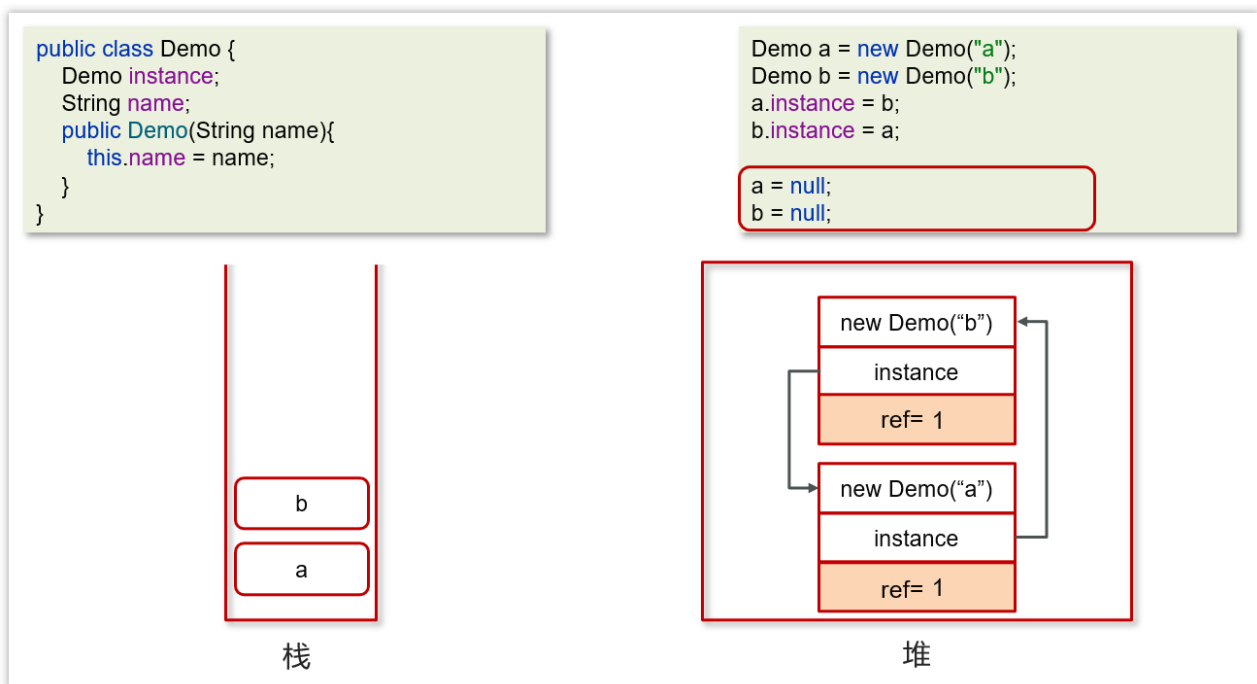 public class Demo {
Demo instance;
String name;
public Demo(String name){
this.name = name;
}
}
Demo a = new Demo("a");
Demo b = new Demo("b");
a.instance = b;
b.instance = a;
a = null;
b = null;
b
a
栈
new Demo(“b”)
instance
ref= 1
new Demo(“a”)
instance
ref= 1
堆